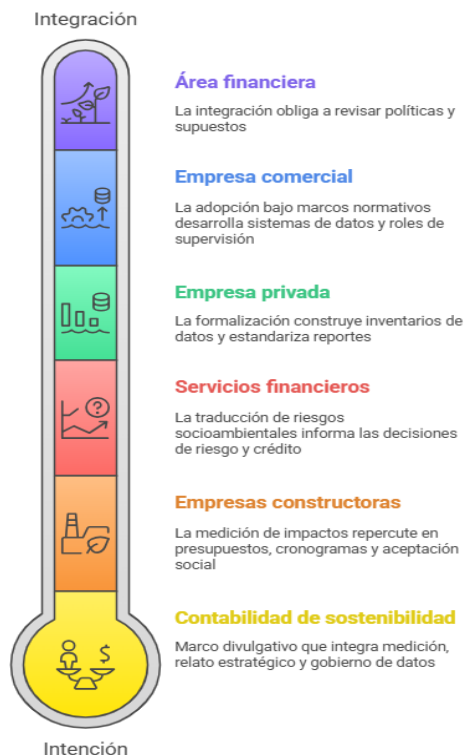 Integración
Área financiera
La integración obliga a revisar políticas y
supuestos
Empresa comercial
La adopción bajo marcos normativos
desarrolla sistemas de datos y roles de
supervisión
Empresa privada
La formalización construye inventarios de
datos y estandariza reportes
Servicios financieros
La traducción de riesgos
socioambientales informa las decisiones
de riesgo y crédito
Empresas constructoras
La medición de impactos repercute en
presupuestos, cronogramas y aceptación
social
Contabilidad de sostenibilidad
Marco divulgativo que integra medición,
relato estratégico y gobierno de datos
Intención